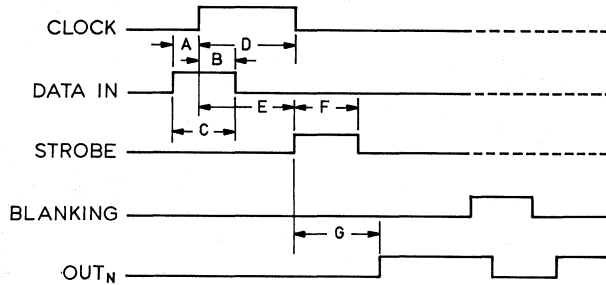 CLOCK
A D
B
DATA IN
E F
C
STROBE
BLANKING
G
OUTN